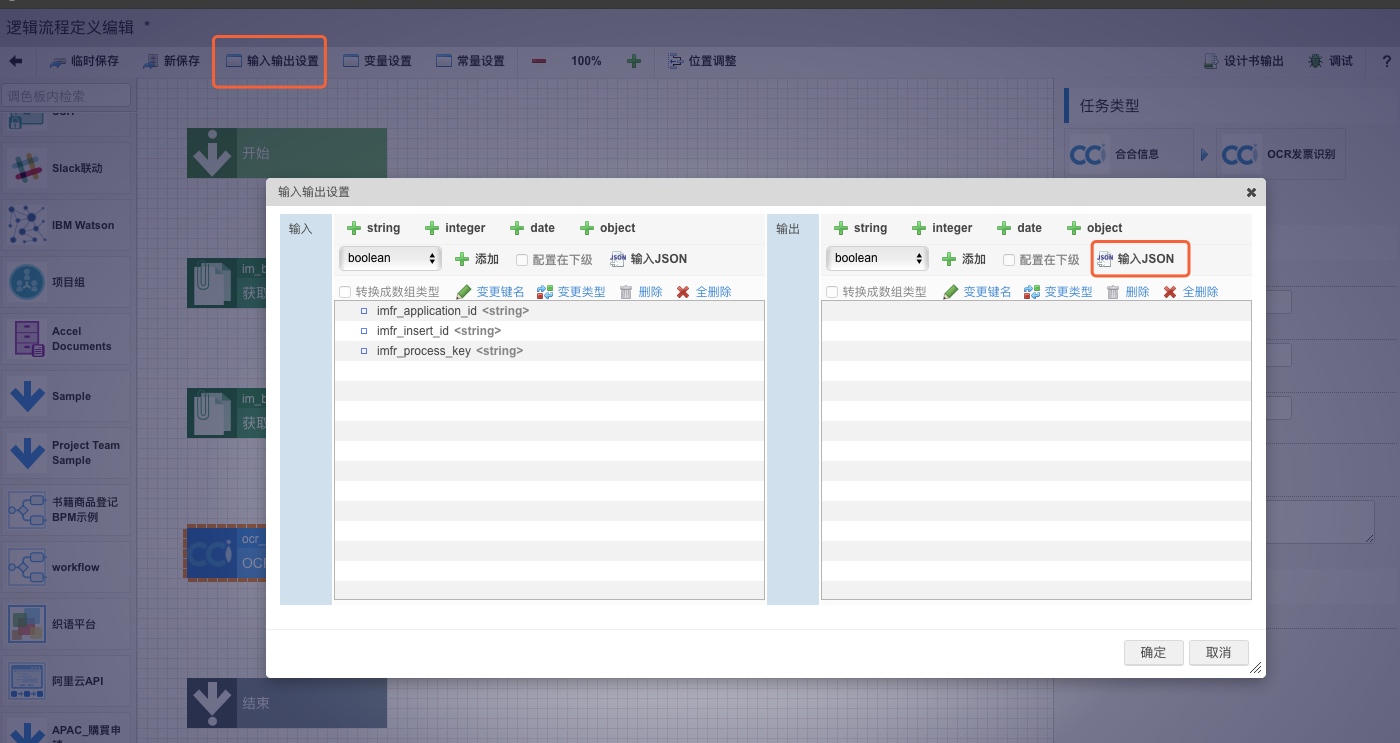 逻辑流程定义编辑 *
临时保存
新保存
输入输出设置
变量设置
常量设置
100%
位置调整
设计书输出
调试
?
调色板内检索
Slack联动
IBM Watson
项目组
Accel
Documents
Sample
Project Team
Sample
书籍商品登记
BPM示例
workflow
织语平台
阿里云API
APAC_購買申
开始
im_b
获取
im_b
获取
CCi
ocr_
OC
结束
任务类型
CCi
合合信息
CCi
OCR发票识别
输入输出设置
输入
string
integer
date
object
boolean
添加
配置在下级
JSON
输入JSON
转换成数组类型
变更键名
变更类型
删除
全删除
imfr_application_id <string>
imfr_insert_id <string>
imfr_process_key <string>
输出
string
integer
date
object
boolean
添加
配置在下级
JSON
输入JSON
转换成数组类型
变更键名
变更类型
删除
全删除
确定
取消